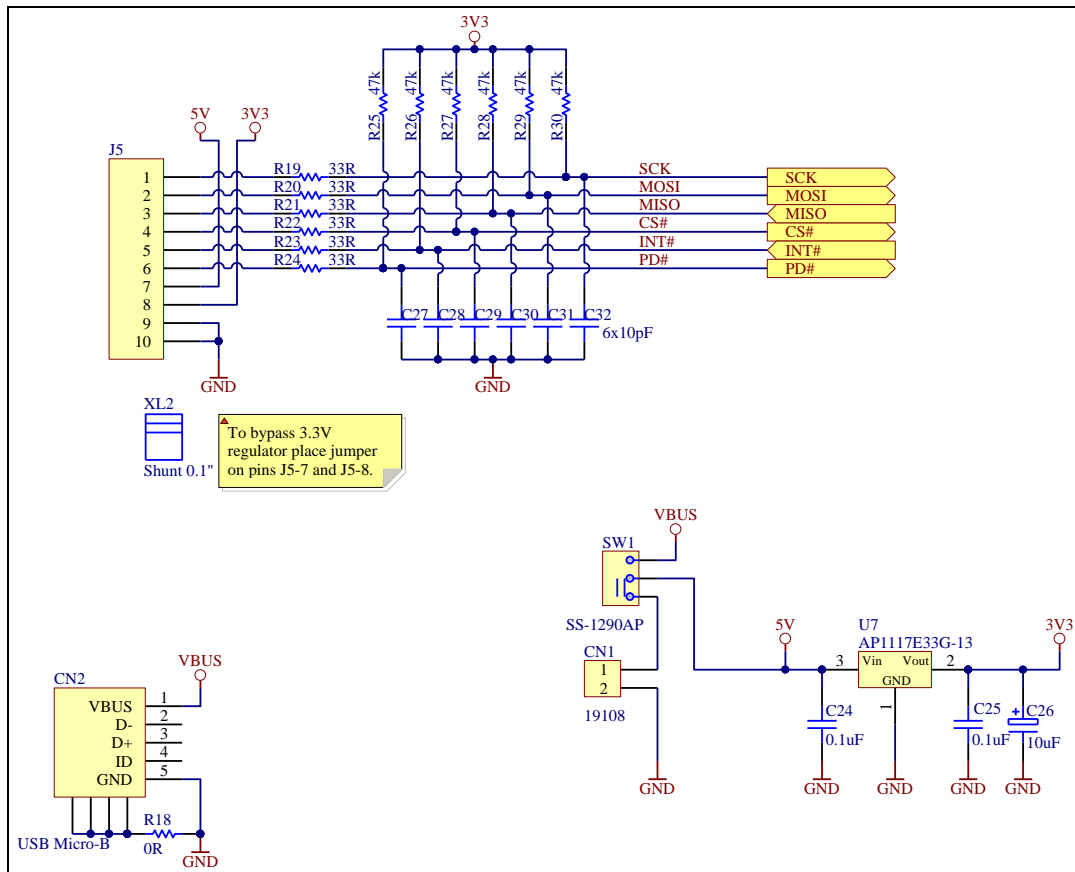 3V3
47k
47k
47k
47k
47k
47k
R25
R26
R27
R28
R29
R30
5V
3V3
J5
1
2
3
4
5
6
7
8
9
10
R19 33R
R20 33R
R21 33R
R22 33R
R23 33R
R24 33R
SCK
MOSI
MISO
CS#
INT#
PD#
SCK
MOSI
MISO
CS#
INT#
PD#
C27
C28
C29
C30
C31
C32
6x10pF
GND
GND
XL2
Shunt 0.1"
To bypass 3.3V
regulator place jumper
on pins J5-7 and J5-8.
VBUS
SW1
SS-1290AP
CN1
1
2
19108
GND
5V
U7
AP1117E33G-13
3
Vin
Vout
2
GND
1
3V3
C24
0.1uF
C25
0.1uF
+
C26
10uF
GND
GND
GND
GND
VBUS
CN2
VBUS
D-
D+
ID
GND
1
2
3
4
5
USB Micro-B
R18
0R
GND